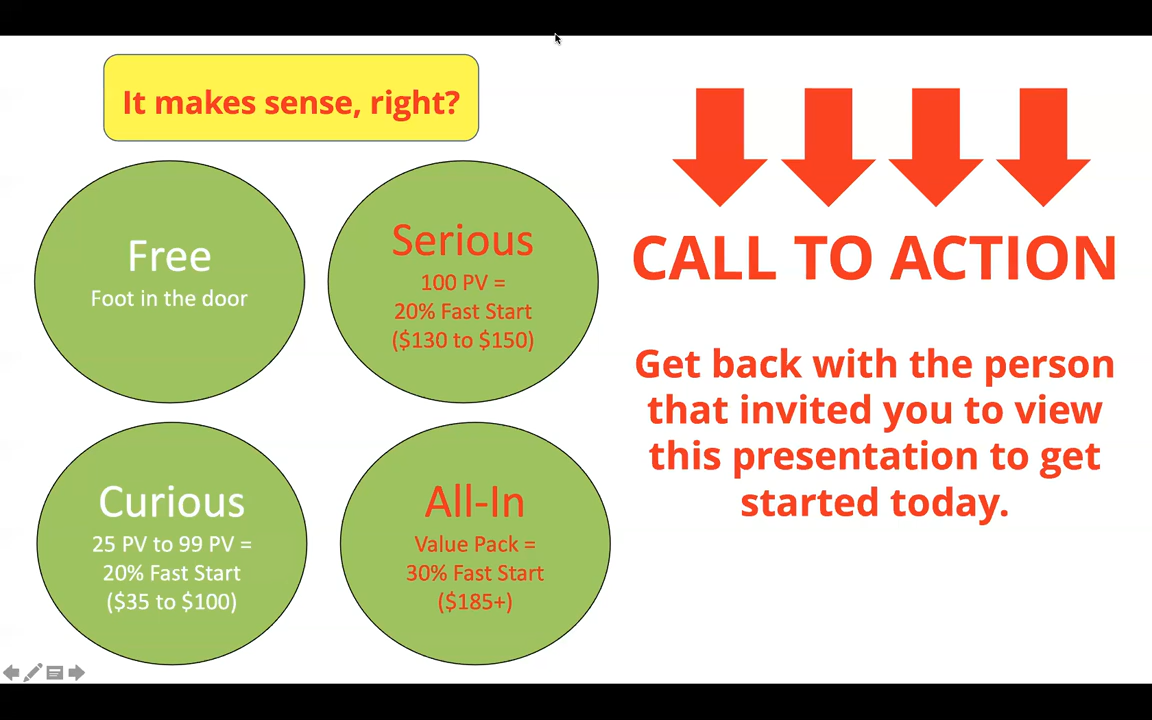 It makes sense, right?
Free
Foot in the door
Serious
100 PV =
20% Fast Start
($130 to $150)
Curious
25 PV to 99 PV =
20% Fast Start
($35 to $100)
All-In
Value Pack =
30% Fast Start
($185+)
CALL TO ACTION
Get back with the person
that invited you to view
this presentation to get
started today.